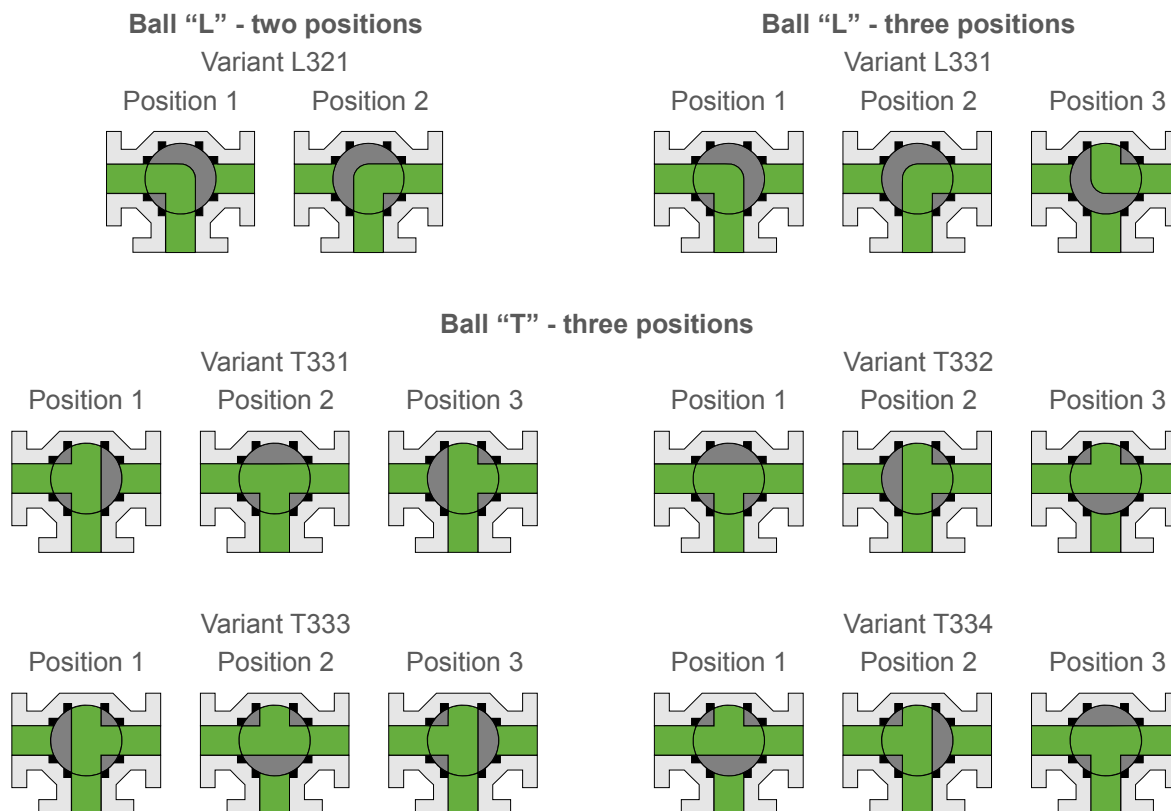 Ball “L” - two positions
Variant L321
Position 1 Position 2
Ball “L” - three positions
Variant L331
Position 1 Position 2 Position 3
Ball “T” - three positions
Variant T331
Position 1 Position 2 Position 3
Variant T332
Position 1 Position 2 Position 3
Variant T333
Position 1 Position 2 Position 3
Variant T334
Position 1 Position 2 Position 3